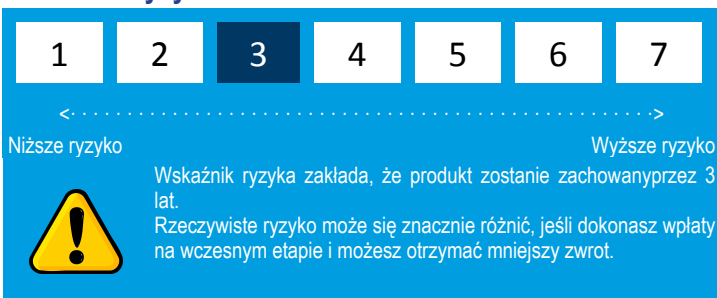 1 2 3 4 5 6 7
<· · · · · · · · · · · · · · · · · · · · · · · · · · · · · · · · · · · · · · · · · · · · · · · · · · · · · · · · · · ·>
Niższe ryzyko Wyższe ryzyko
Wskaźnik ryzyka zakłada, że produkt zostanie zachowanyprzez 3
lat.
Rzeczywiste ryzyko może się znacznie różnić, jeśli dokonasz wpłaty
na wczesnym etapie i możesz otrzymać mniejszy zwrot.
!